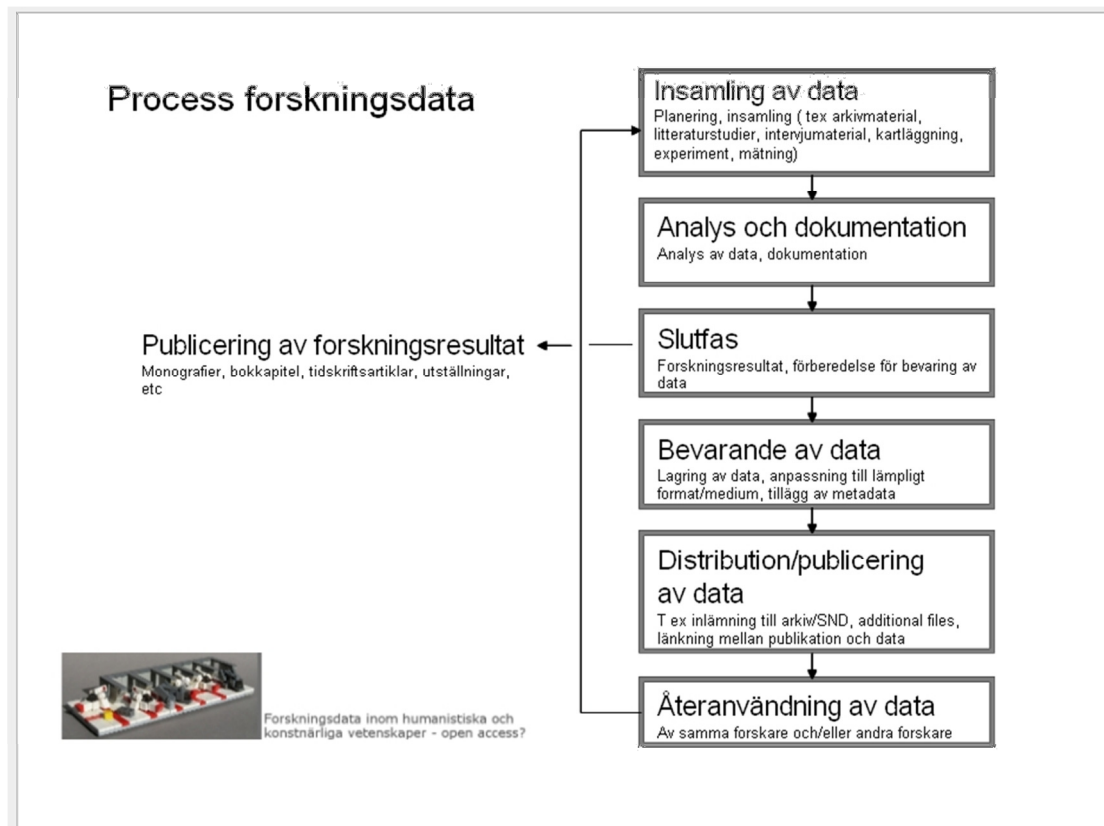 Process forskningsdata
Insamling av data
Planering, insamling ( tex arkivmaterial,
litteraturstudier, intervjumaterial, kartläggning,
experiment, mätning)
Analys och dokumentation
Analys av data, dokumentation
Publicering av forskningsresultat
Monografier, bokkapitel, tidskriftsartiklar, utställningar,
etc
Slutfas
Forskningsresultat, förberedelse för bevaring av
data
Bevarande av data
Lagring av data, anpassning till lämpligt
format/medium, tillägg av metadata
Distribution/publicering
av data
T ex inlämning till arkiv/SND, additional files,
länkning mellan publikation och data
Återanvändning av data
Av samma forskare och/eller andra forskare
Forskningsdata inom humanistiska och
konstnärliga vetenskaper - open access?